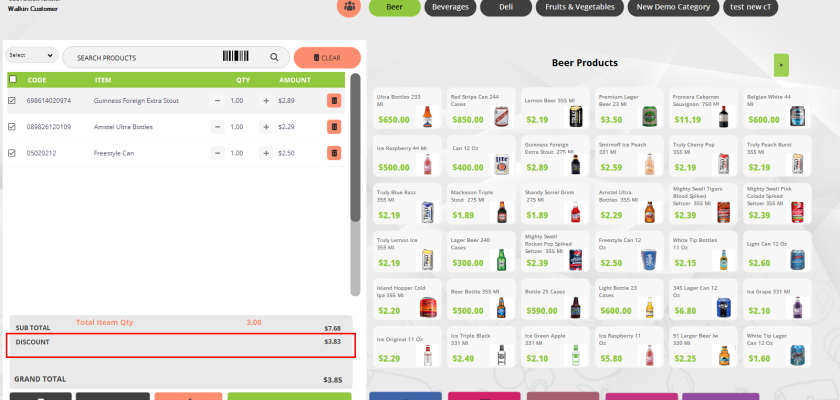 Walkin Customer
Beer
Beverages
Deli
Fruits & Vegetables
New Demo Category
test new cT
Select
SEARCH PRODUCTS
CLEAR
CODE ITEM QTY AMOUNT
698614020974 Guinness Foreign Extra Stout − 1.00 + $2.89
089826120109 Amstel Ultra Bottles − 1.00 + $2.29
05020212 Freestyle Can − 1.00 + $2.50
Total Iteam Qty 3.00
SUB TOTAL $7.68
DISCOUNT $3.83
GRAND TOTAL $3.85
Beer Products
Ultra Bottles 233
Ml
$650.00
Red Stripe Can 244
Cases
$850.00
Lemon Beer 355 Ml
$2.19
Premium Lager
Beer 23 Ml
$3.50
Frontera Cabernet
Sauvignon 750 Ml
$11.19
Belgian White 44
Ml
$600.00
Ice Raspberry 44 Ml
$500.00
Can 12 Oz
$400.00
Guinness Foreign
Extra Stout 275 Ml
$2.89
Smirnoff Ice Peach
331 Ml
$2.59
Truly Cherry Pop
355 Ml
$2.19
Truly Peach Burst
355 Ml
$2.19
Truly Blue Razz
355 Ml
$2.19
Mackeson Triple
Stout 275 Ml
$1.89
Shandy Sorrel Drink
275 Ml
$1.89
Amstel Ultra
Bottles 355 Ml
$2.29
Mighty Swell Tigers
Blood Spiked
Seltzer 355 Ml
$2.39
Mighty Swell Pink
Colada Spiked
Seltzer 355 Ml
$2.39
Truly Lemon Ice
355 Ml
$2.19
Lager Beer 340
Cases
$300.00
Mighty Swell
Rocket Pop Spiked
Seltzer 355 Ml
$2.39
Freestyle Can 12
Oz
$2.50
White Tip Bottles
11 Oz
$2.15
Light Can 12 Oz
$2.60
Island Hopper Cold
Ipa 355 Ml
$2.20
Beer Bottle 355 Ml
$500.00
Bottle 25 Cases
$590.00
Light Bottle 23
Cases
$600.00
345 Lager Can 12
Oz
$6.80
Ice Grape 331 Ml
$2.10
Ice Original 11 Oz
$2.29
Ice Triple Black
331 Ml
$2.49
Ice Green Apple
331 Ml
$2.10
Ice Raspberry 11
Oz
$5.80
91 Larger Beer Iw
330 Ml
$2.25
White Tip Lager
Can 12 Oz
$1.60